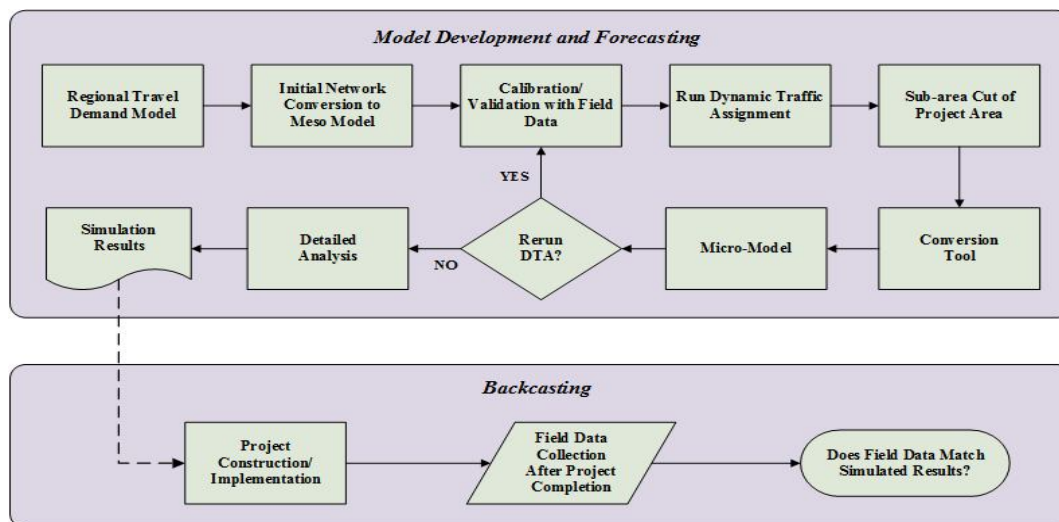 Model Development and Forecasting
Regional Travel
Demand Model
Initial Network
Conversion to
Meso Model
Calibration/
Validation with Field
Data
Run Dynamic Traffic
Assignment
Sub-area Cut of
Project Area
YES
Simulation
Results
Detailed
Analysis
NO
Rerun
DTA?
Micro-Model
Conversion
Tool
Backcasting
Project
Construction/
Implementation
Field Data
Collection
After Project
Completion
Does Field Data Match
Simulated Results?